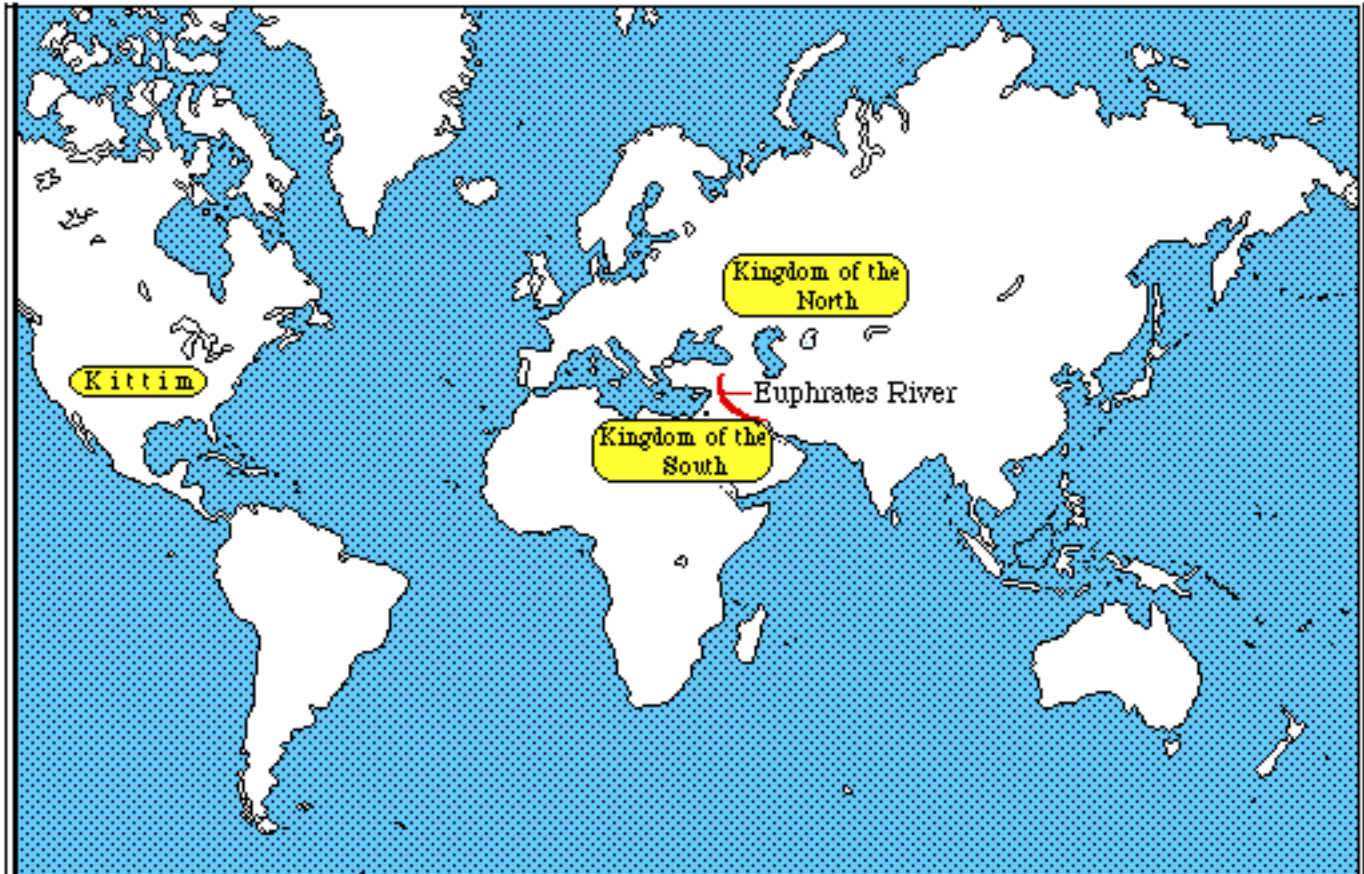 Kingdom of the
North
Kittim
Euphrates River
Kingdom of the
South